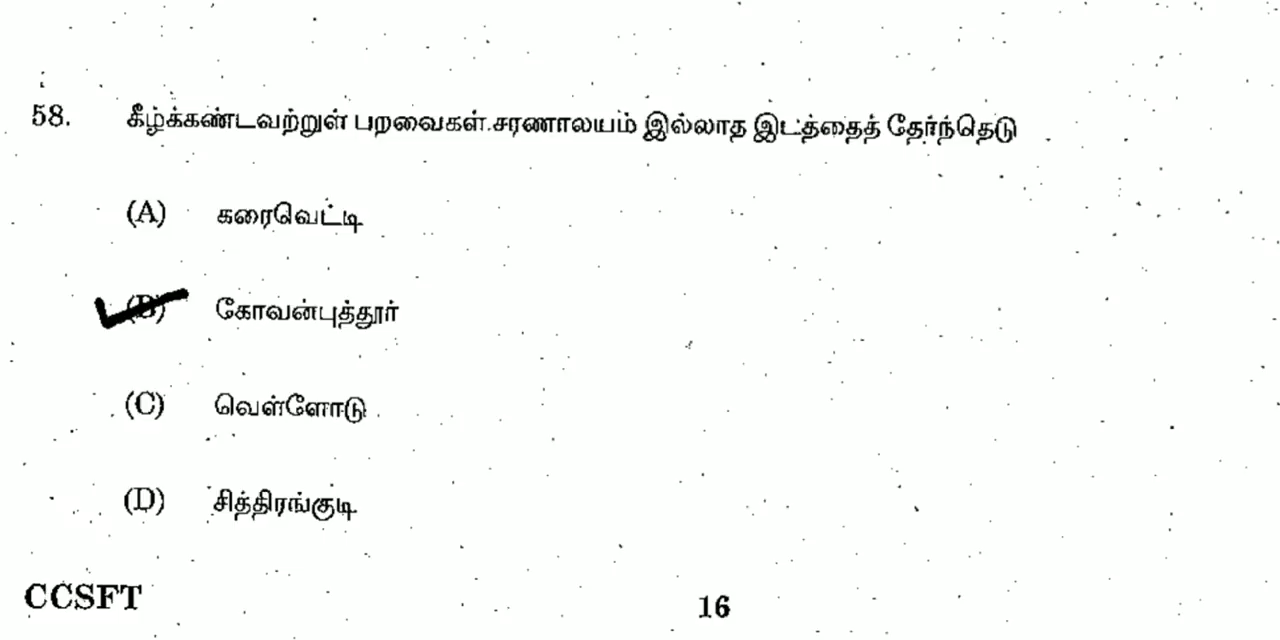 58. கீழ்க்கண்டவற்றுள் பறவைகள் சரணாலயம் இல்லாத இடத்தைத் தேர்ந்தெடு
(A) கரைவெட்டி
(B) கோவன்புத்தூர்
(C) வெள்ளோடு
(D) சித்திரங்குடி
CCSFT 16